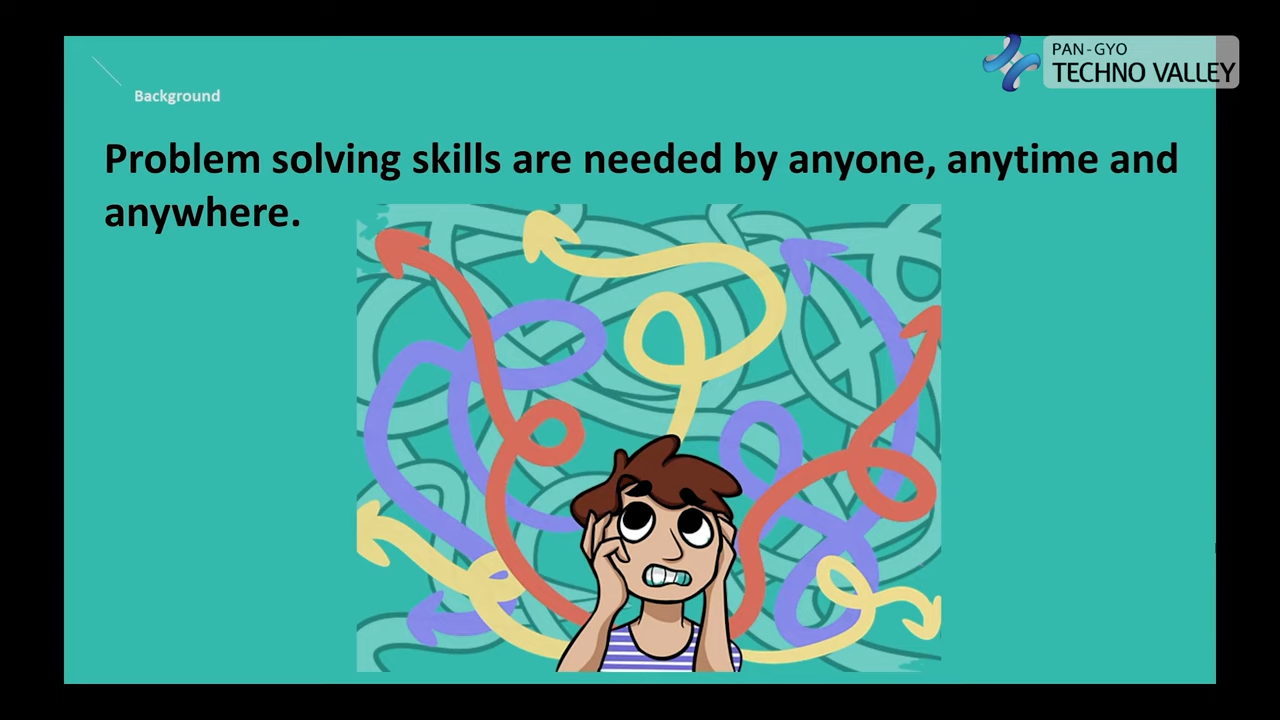 PAN-GYO
TECHNO VALLEY
Background
Problem solving skills are needed by anyone, anytime and
anywhere.